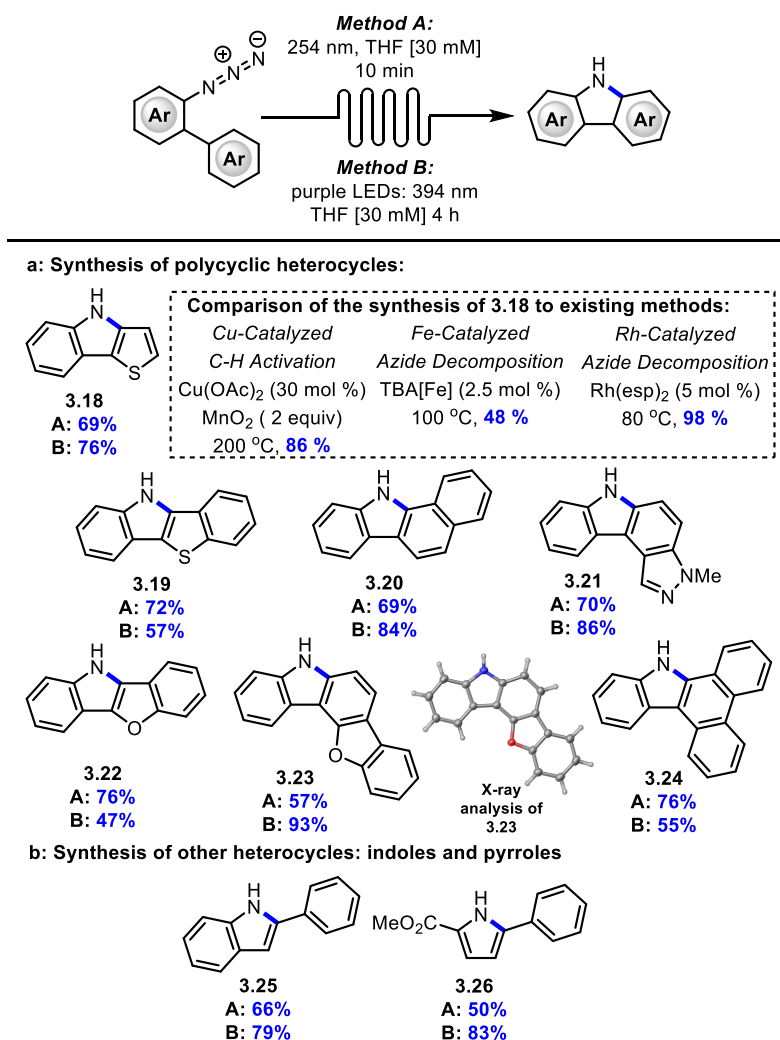 Method A:
254 nm, THF [30 mM]
10 min
N N N
⊕ ⊖
Ar
Ar
H
N
Ar Ar
Method B:
purple LEDs: 394 nm
THF [30 mM] 4 h
a: Synthesis of polycyclic heterocycles:
H
N
S
3.18
A: 69%
B: 76%
Comparison of the synthesis of 3.18 to existing methods:
Cu-Catalyzed Fe-Catalyzed Rh-Catalyzed
C-H Activation Azide Decomposition Azide Decomposition
Cu(OAc)2 (30 mol %) TBA[Fe] (2.5 mol %) Rh(esp)2 (5 mol %)
MnO2 ( 2 equiv) 100 °C, 48 % 80 °C, 98 %
200 °C, 86 %
H
N
S
3.19
A: 72%
B: 57%
H
N
3.20
A: 69%
B: 84%
H
N
NMe
N
3.21
A: 70%
B: 86%
H
N
O
3.22
A: 76%
B: 47%
H
N
O
3.23
A: 57%
B: 93%
X-ray
analysis of
3.23
H
N
3.24
A: 76%
B: 55%
b: Synthesis of other heterocycles: indoles and pyrroles
H
N
3.25
A: 66%
B: 79%
H
N
MeO2C
3.26
A: 50%
B: 83%